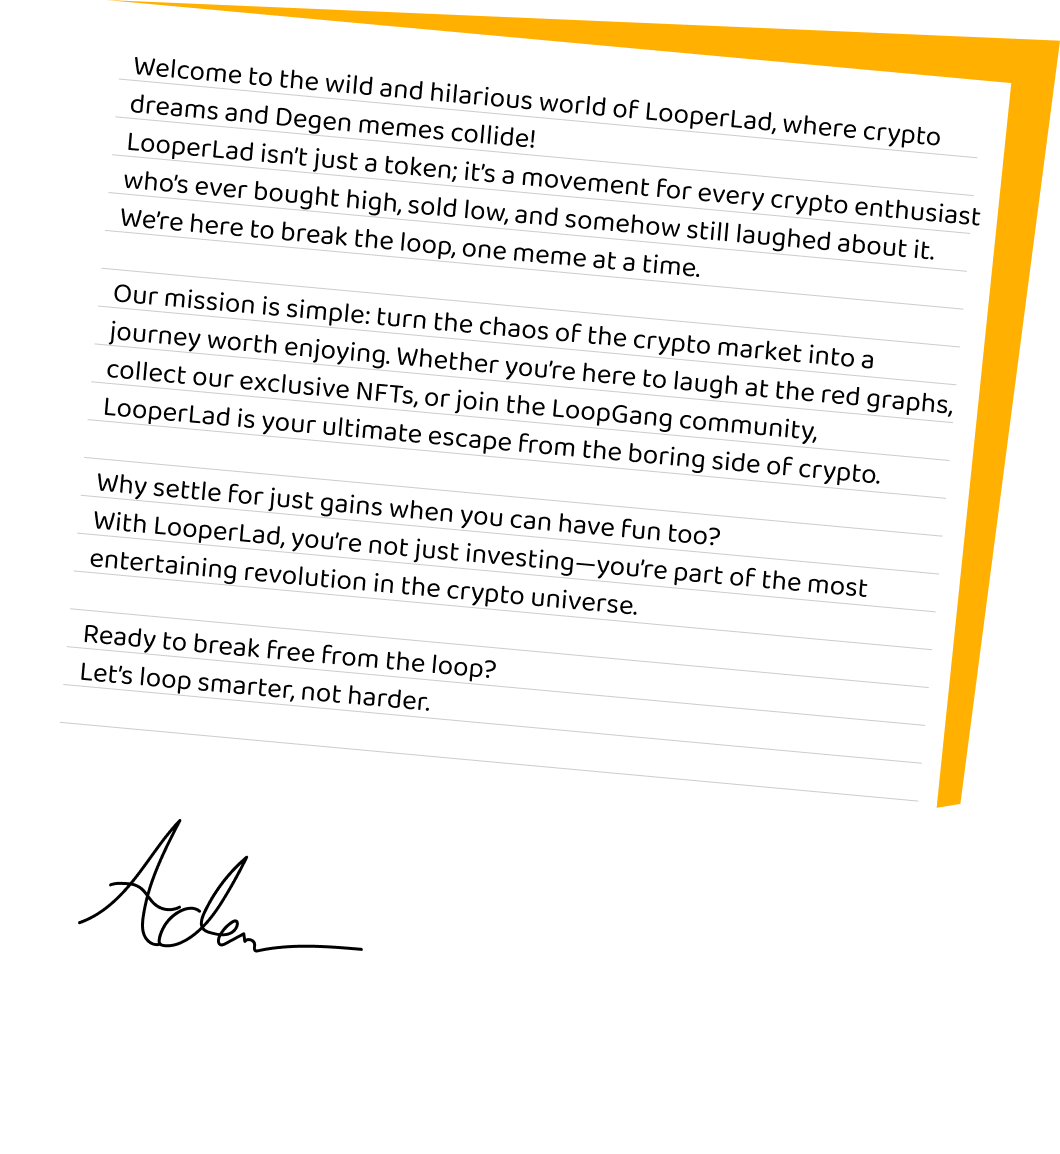 Welcome to the wild and hilarious world of LooperLad, where crypto
dreams and Degen memes collide!
LooperLad isn’t just a token; it’s a movement for every crypto enthusiast
who’s ever bought high, sold low, and somehow still laughed about it.
We’re here to break the loop, one meme at a time.
Our mission is simple: turn the chaos of the crypto market into a
journey worth enjoying. Whether you’re here to laugh at the red graphs,
collect our exclusive NFTs, or join the LoopGang community,
LooperLad is your ultimate escape from the boring side of crypto.
Why settle for just gains when you can have fun too?
With LooperLad, you’re not just investing—you’re part of the most
entertaining revolution in the crypto universe.
Ready to break free from the loop?
Let’s loop smarter, not harder.
Aden